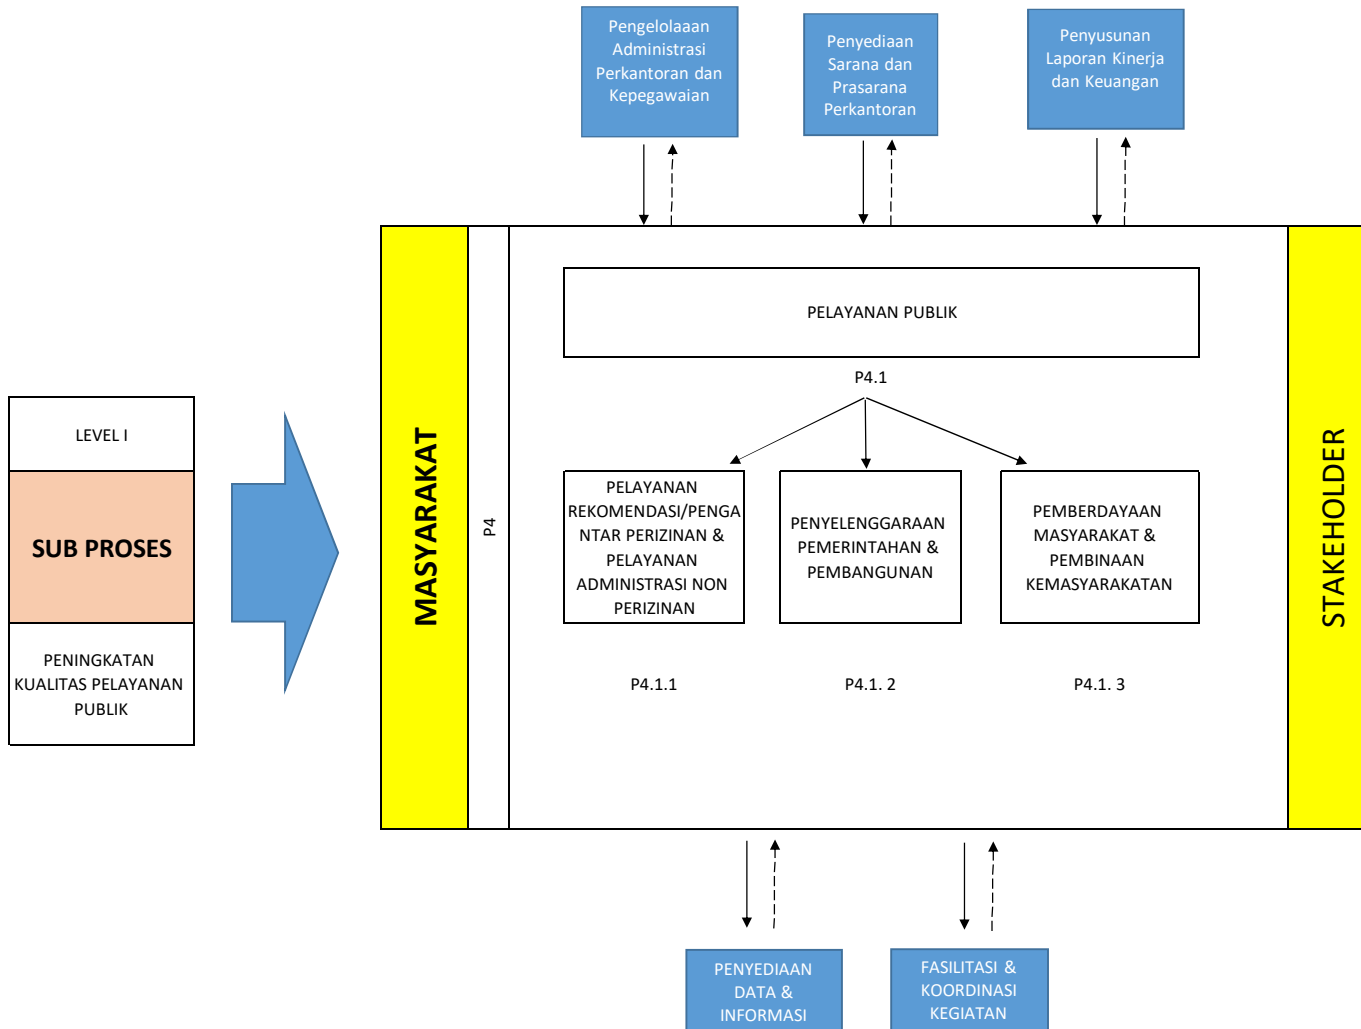 Pengelolaaan
Administrasi
Perkantoran dan
Kepegawaian
Penyediaan
Sarana dan
Prasarana
Perkantoran
Penyusunan
Laporan Kinerja
dan Keuangan
LEVEL I
SUB PROSES
PENINGKATAN
KUALITAS PELAYANAN
PUBLIK
MASYARAKAT
P4
PELAYANAN PUBLIK
P4.1
PELAYANAN
REKOMENDASI/PENGA
NTAR PERIZINAN &
PELAYANAN
ADMINISTRASI NON
PERIZINAN
PENYELENGGARAAN
PEMERINTAHAN &
PEMBANGUNAN
PEMBERDAYAAN
MASYARAKAT &
PEMBINAAN
KEMASYARAKATAN
P4.1.1
P4.1. 2
P4.1. 3
STAKEHOLDER
PENYEDIAAN
DATA &
INFORMASI
FASILITASI &
KOORDINASI
KEGIATAN